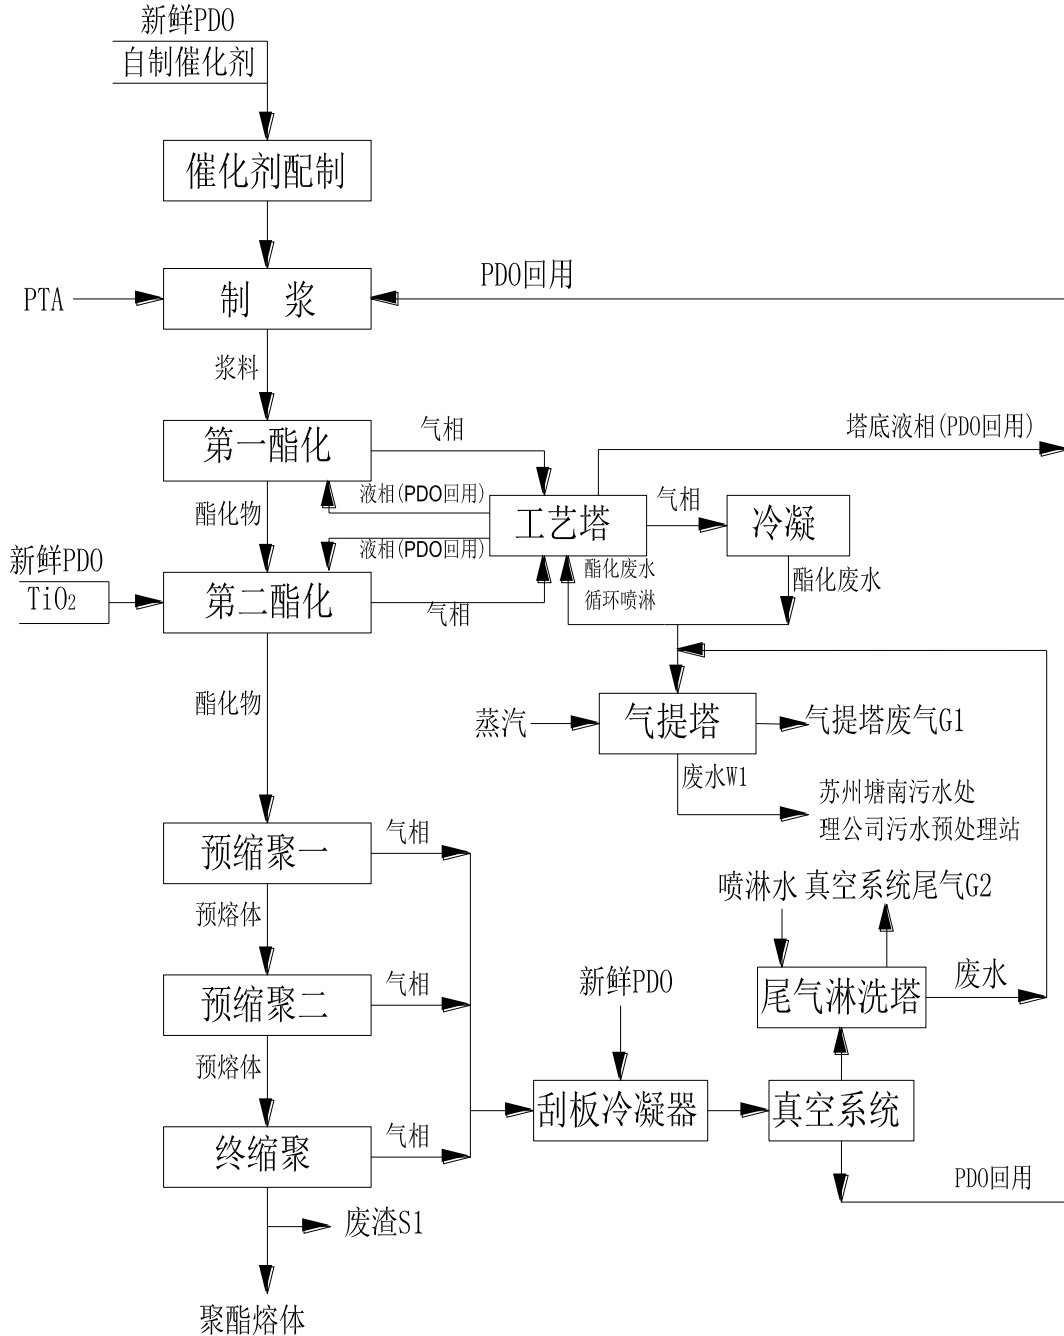 新鲜PDO
自制催化剂
催化剂配制
PDO回用
PTA
制 浆
浆料
第一酯化
气相
塔底液相(PDO回用)
液相(PDO回用)
工艺塔
气相
冷凝
酯化物
液相(PDO回用)
新鲜PDO
TiO2
第二酯化
气相
酯化废水
循环喷淋
酯化废水
酯化物
蒸汽
气提塔
气提塔废气G1
废水W1
苏州塘南污水处
理公司污水预处理站
预缩聚一
气相
喷淋水
真空系统尾气G2
预熔体
预缩聚二
气相
新鲜PDO
尾气淋洗塔
废水
预熔体
终缩聚
气相
刮板冷凝器
真空系统
PDO回用
废渣S1
聚酯熔体